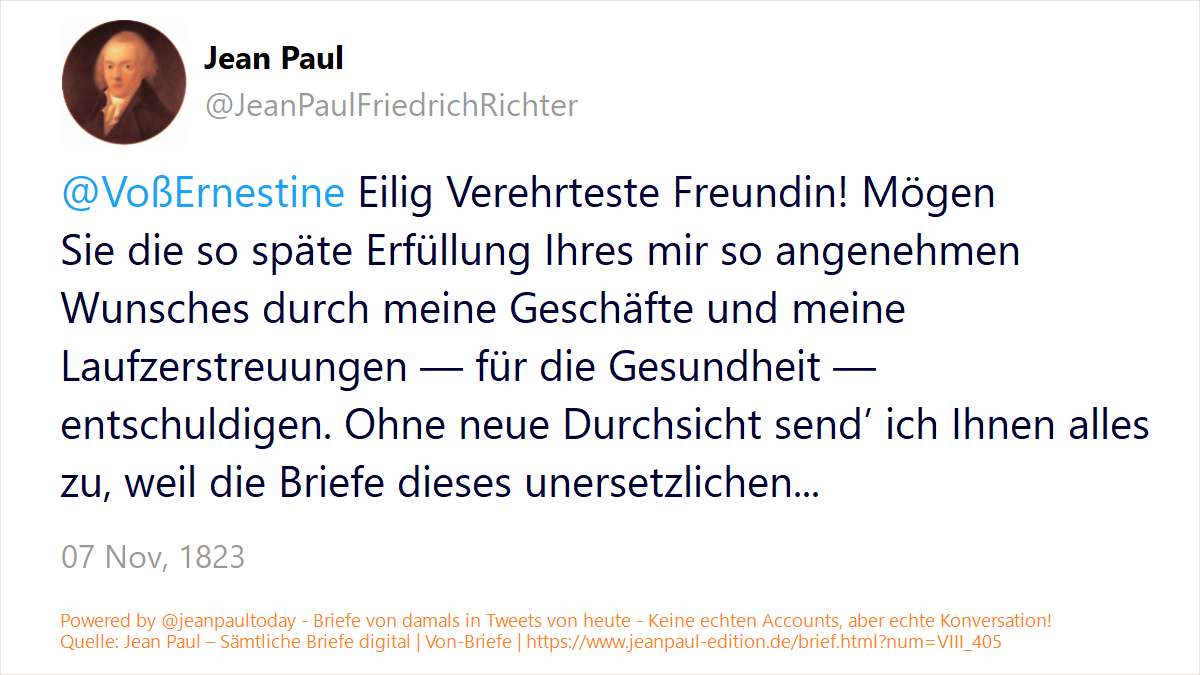 Jean Paul
@JeanPaulFriedrichRichter
@VoßErnestine Eilig Verehrteste Freundin! Mögen
Sie die so späte Erfüllung Ihres mir so angenehmen
Wunsches durch meine Geschäfte und meine
Laufzerstreuungen — für die Gesundheit —
entschuldigen. Ohne neue Durchsicht send’ ich Ihnen alles
zu, weil die Briefe dieses unersetzlichen...
07 Nov, 1823
Powered by @jeanpaultoday - Briefe von damals in Tweets von heute - Keine echten Accounts, aber echte Konversation!
Quelle: Jean Paul – Sämtliche Briefe digital | Von-Briefe | https://www.jeanpaul-edition.de/brief.html?num=VIII_405